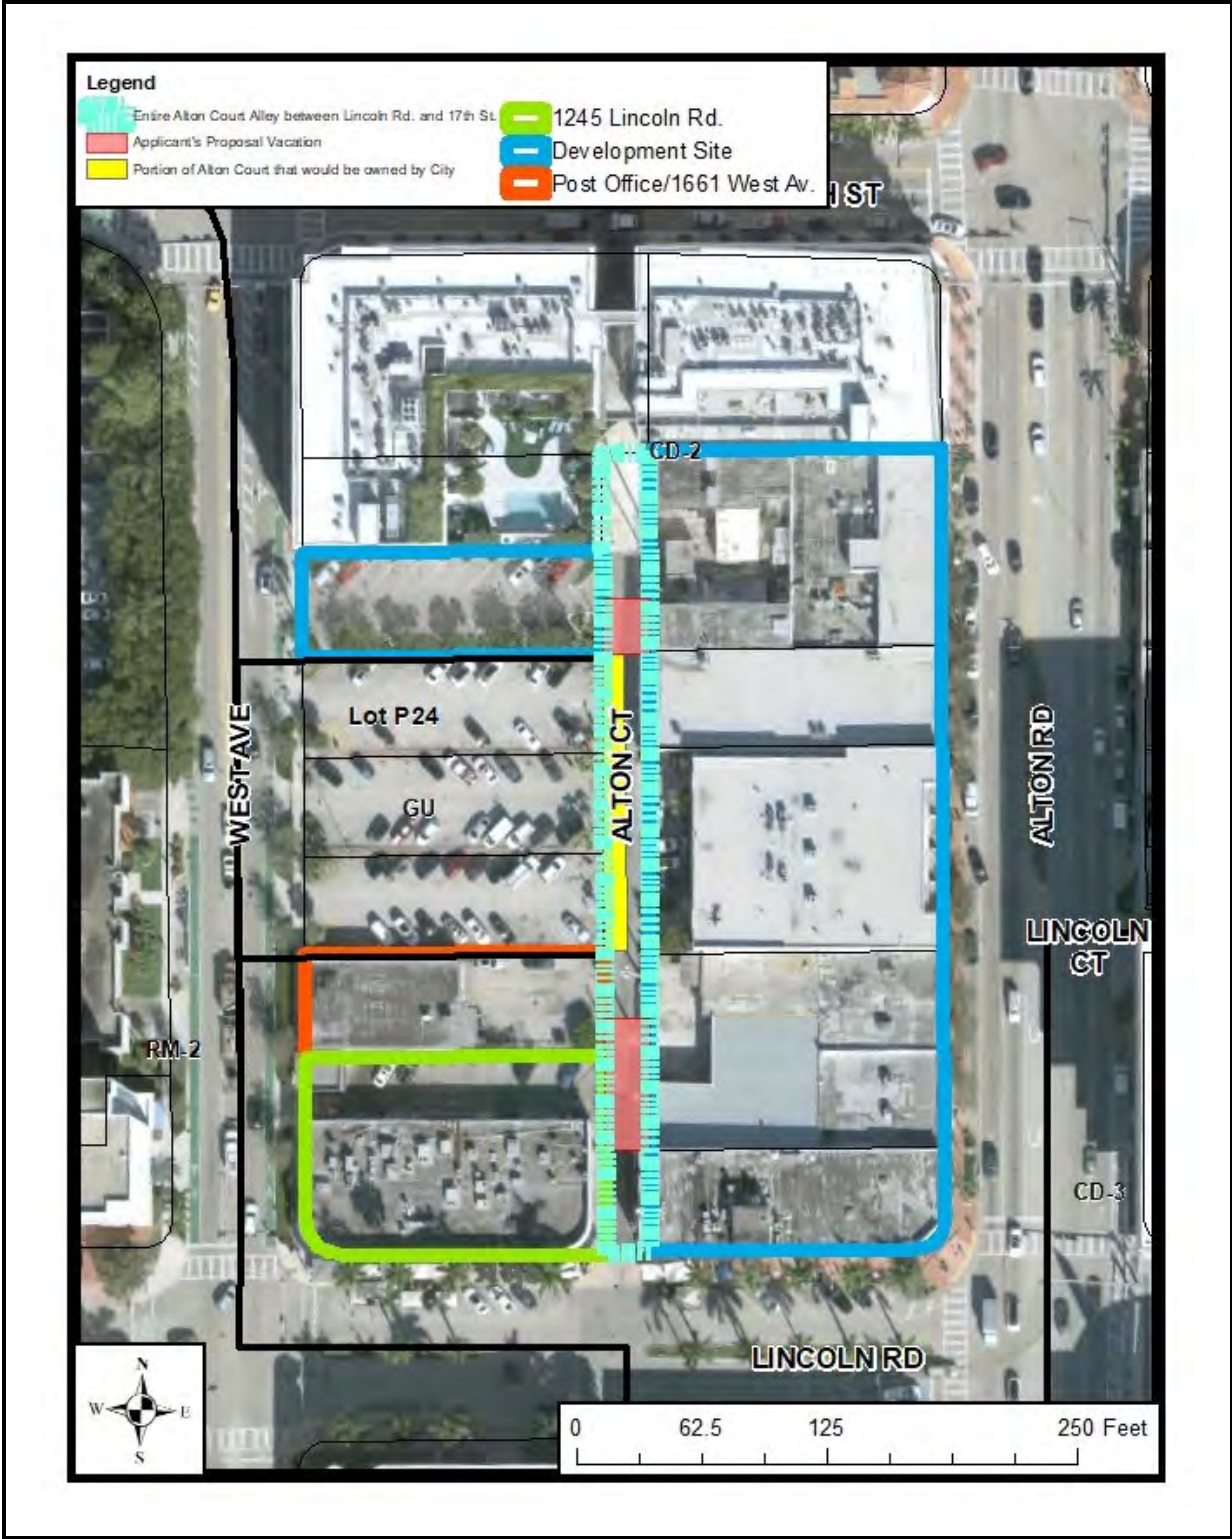 Legend
Entire Alton Court Alley between Lincoln Rd. and 17th St.
Applicant's Proposal Vacation
Portion of Alton Court that would be owned by City
1245 Lincoln Rd.
Development Site
Post Office/1661 West Av.
H ST
CD-2
Lot P24
GU
WEST AVE
ALTON CT
ALTON RD
LINCOLN
CT
RM-2
CD-3
LINCOLN RD
N
W E
S
0 62.5 125 250 Feet